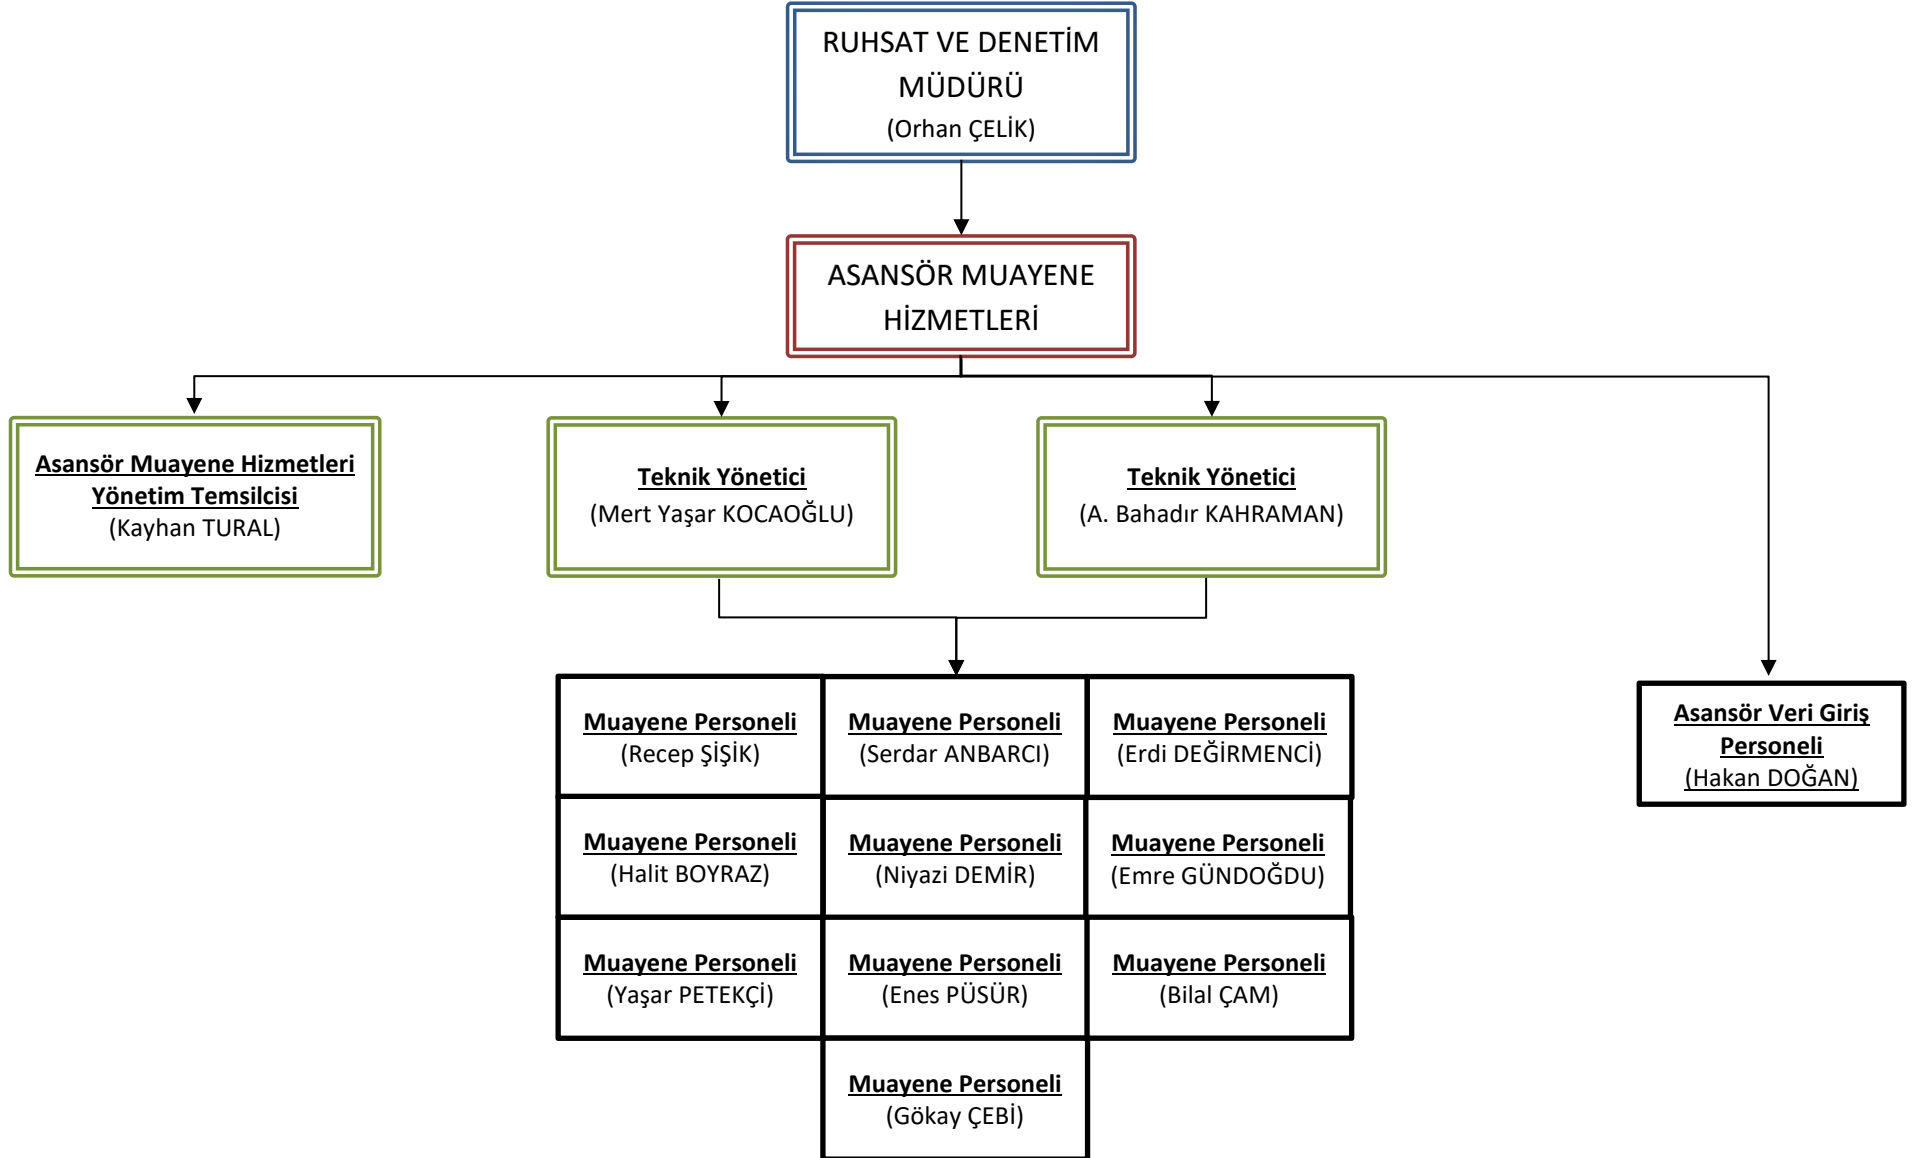 RUHSAT VE DENETİM
MÜDÜRÜ
(Orhan ÇELİK)
ASANSÖR MUAYENE
HİZMETLERİ
Asansör Muayene Hizmetleri
Yönetim Temsilcisi
(Kayhan TURAL)
Teknik Yönetici
(Mert Yaşar KOCAOĞLU)
Teknik Yönetici
(A. Bahadır KAHRAMAN)
Muayene Personeli
(Recep ŞİŞİK)
Muayene Personeli
(Serdar ANBARCI)
Muayene Personeli
(Erdi DEĞİRMENCİ)
Asansör Veri Giriş
Personeli
(Hakan DOĞAN)
Muayene Personeli
(Halit BOYRAZ)
Muayene Personeli
(Niyazi DEMİR)
Muayene Personeli
(Emre GÜNDOĞDU)
Muayene Personeli
(Yaşar PETEKÇİ)
Muayene Personeli
(Enes PÜSÜR)
Muayene Personeli
(Bilal ÇAM)
Muayene Personeli
(Gökay ÇEBİ)